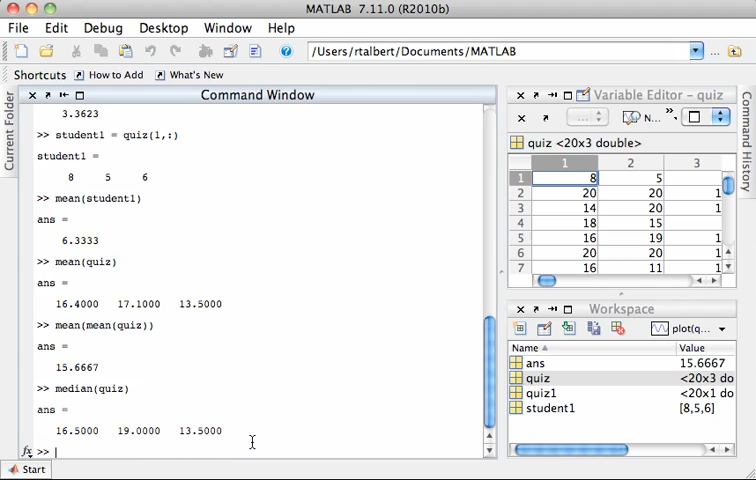 MATLAB 7.11.0 (R2010b)
File Edit Debug Desktop Window Help
/Users/rtalbert/Documents/MATLAB
Shortcuts How to Add What's New
Current Folder
Command Window
3.3623
>> student1 = quiz(1,:)
student1 =
8 5 6
>> mean(student1)
ans =
6.3333
>> mean(quiz)
ans =
16.4000 17.1000 13.5000
>> mean(mean(quiz))
ans =
15.6667
>> median(quiz)
ans =
16.5000 19.0000 13.5000
fx >>
Start
Variable Editor - quiz
... N...
quiz <20x3 double>
1 2 3
1 8 5
2 20 20 1
3 14 20 1
4 18 15
5 16 19 1
6 20 20 1
7 16 11 1
Workspace
plot(q...
Name Value
ans 15.6667
quiz <20x3 do
quiz1 <20x1 do
student1 [8,5,6]
Command History